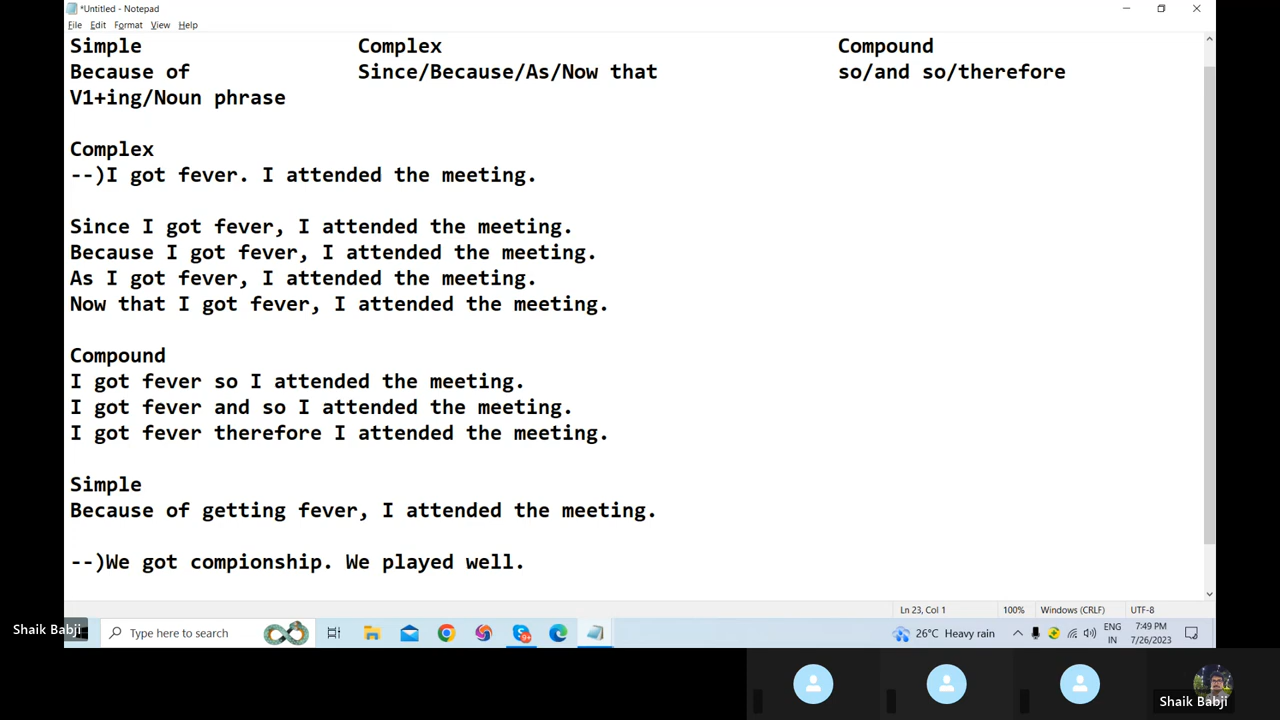 *Untitled - Notepad
File Edit Format View Help
Simple Complex Compound
Because of Since/Because/As/Now that so/and so/therefore
V1+ing/Noun phrase
Complex
--)I got fever. I attended the meeting.
Since I got fever, I attended the meeting.
Because I got fever, I attended the meeting.
As I got fever, I attended the meeting.
Now that I got fever, I attended the meeting.
Compound
I got fever so I attended the meeting.
I got fever and so I attended the meeting.
I got fever therefore I attended the meeting.
Simple
Because of getting fever, I attended the meeting.
--)We got compionship. We played well.
Ln 23, Col 1 100% Windows (CRLF) UTF-8
Shaik Babji
Type here to search
26°C Heavy rain
ENG
IN
7:49 PM
7/26/2023
Shaik Babji